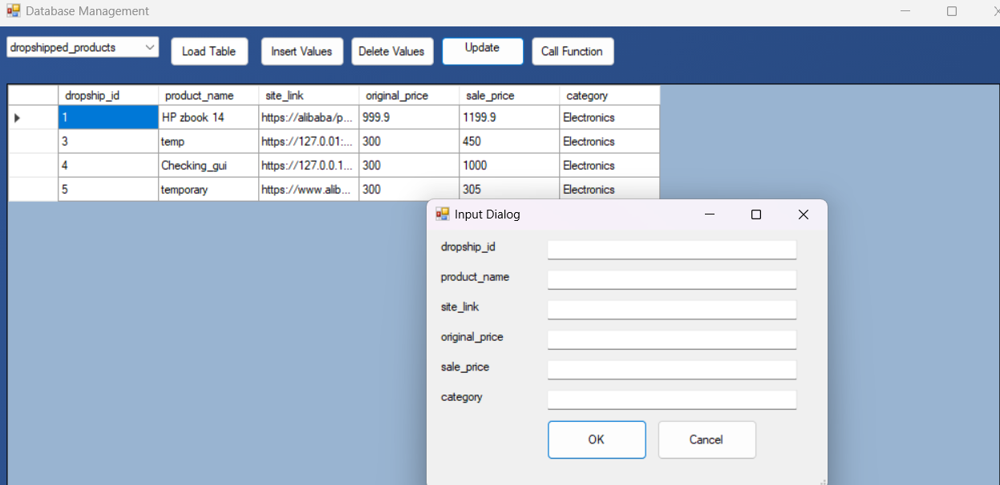 Database Management
dropshipped_products Load Table Insert Values Delete Values Update Call Function
dropship_id product_name site_link original_price sale_price category
1 HP zbook 14 https://alibaba/p... 999.9 1199.9 Electronics
3 temp https://127.0.01:... 300 450 Electronics
4 Checking_gui https://127.0.0.1... 300 1000 Electronics
5 temporary https://www.alib... 300 305 Electronics
Input Dialog
dropship_id
product_name
site_link
original_price
sale_price
category
OK Cancel